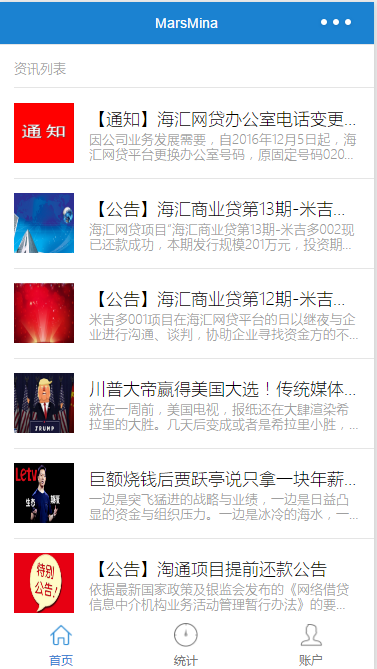 MarsMina
资讯列表
通知
【通知】海汇网贷办公室电话变更...
因公司业务发展需要，自2016年12月5日起，海
汇网贷平台更换办公室号码，原固定号码020...
【公告】海汇商业贷第13期-米吉...
海汇网贷项目“海汇商业贷第13期-米吉多002现
已还款成功，本期发行规模201万元，投资期...
【公告】海汇商业贷第12期-米吉...
米吉多001项目在海汇网贷平台的日以继夜与企
业进行沟通、谈判，协助企业寻找资金方的不...
川普大帝赢得美国大选！传统媒体...
就在一周前，美国电视，报纸还在大肆渲染希
拉里的大胜。几天后变成或者是希拉里小胜，...
TRUMP
巨额烧钱后贾跃亭说只拿一块年薪...
一边是突飞猛进的战略与业绩，一边是日益凸
显的资金与组织压力。一边是冰冷的海水，一...
Letv
生态
特别
公告！
【公告】淘通项目提前还款公告
依据最新国家政策及银监会发布的《网络借贷
信息中介机构业务活动管理暂行办法》的要...
首页
统计
账户